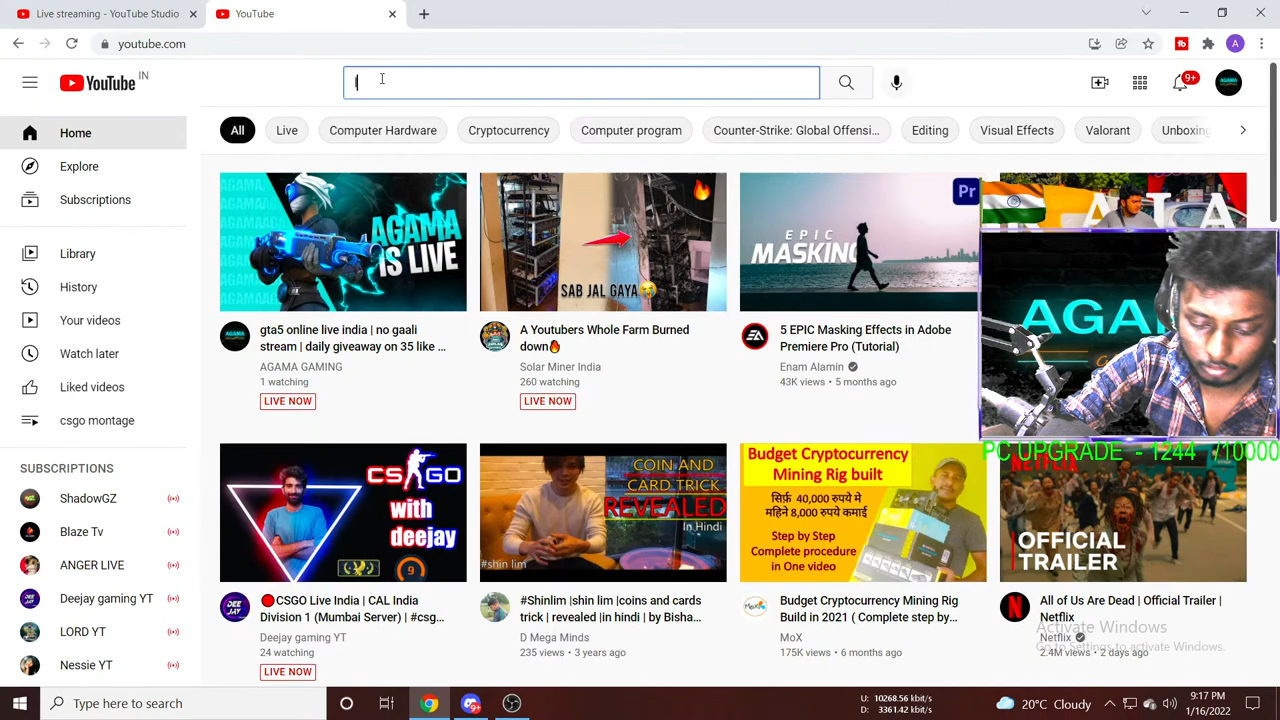 Live streaming - YouTube Studio
YouTube
youtube.com
YouTube IN
9+
A
All
Live
Computer Hardware
Cryptocurrency
Computer program
Counter-Strike: Global Offensi...
Editing
Visual Effects
Valorant
Unboxing
Home
Explore
Subscriptions
Library
History
Your videos
Watch later
Liked videos
csgo montage
SUBSCRIPTIONS
ShadowGZ
Blaze Tv
ANGER LIVE
Deejay gaming YT
LORD YT
Nessie YT
AGAMA
IS LIVE
gta5 online live india | no gaali
stream | daily giveaway on 35 like ...
AGAMA GAMING
1 watching
LIVE NOW
SAB JAL GAYA😭
A Youtubers Whole Farm Burned
down🔥
Solar Miner India
260 watching
LIVE NOW
Pr
EPIC
MASKING
5 EPIC Masking Effects in Adobe
Premiere Pro (Tutorial)
Enam Alamin
43K views • 5 months ago
PC UPGRADE - 1244 /10000
CSGO
with
deejay
9
🔴CSGO Live India | CAL India
Division 1 (Mumbai Server) | #csg...
Deejay gaming YT
24 watching
LIVE NOW
COIN AND
CARD TRICK
REVEALED
In Hindi
#shin lim
#Shinlim |shin lim |coins and cards
trick | revealed |in hindi | by Bisha...
D Mega Minds
235 views • 3 years ago
Budget Cryptocurrency
Mining Rig built
सिर्फ़ 40,000 रुपये मे
महिने 8,000 रुपये कमाई
Step by Step
Complete procedure
in One video
Budget Cryptocurrency Mining Rig
Build in 2021 ( Complete step by...
MoX
175K views • 6 months ago
NETFLIX
OFFICIAL
TRAILER
All of Us Are Dead | Official Trailer |
Netflix
Netflix
2.4M views • 2 days ago
Activate Windows
Go to Settings to activate Windows.
Type here to search
9+
U: 10268.56 kbit/s
D: 3361.42 kbit/s
20°C Cloudy
9:17 PM
1/16/2022